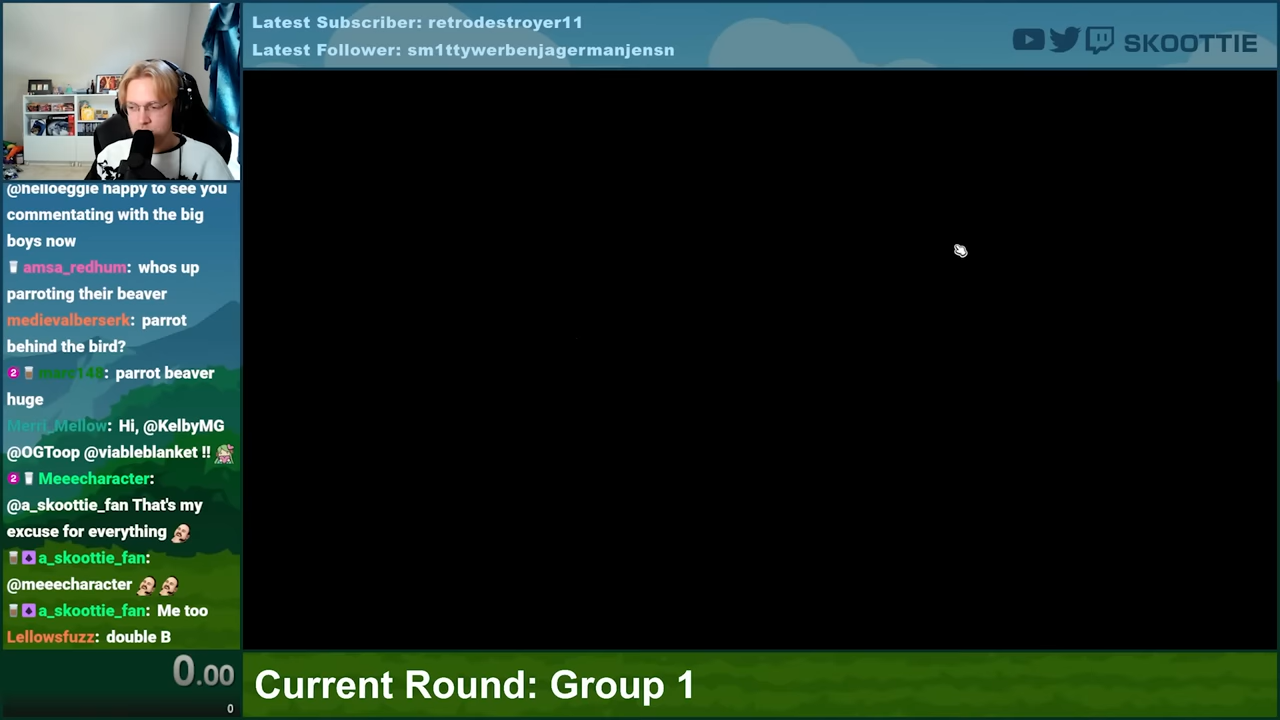 Latest Subscriber: retrodestroyer11
Latest Follower: sm1ttywerbenjagermanjensn
SKOOTTIE
@helloeggie happy to see you
commentating with the big
boys now
amsa_redhum: whos up
parroting their beaver
medievalberserk: parrot
behind the bird?
2 marc148: parrot beaver
huge
Merri_Mellow: Hi, @KelbyMG
@OGToop @viableblanket !!
2 Meeecharacter:
@a_skoottie_fan That's my
excuse for everything
a_skoottie_fan:
@meeecharacter
a_skoottie_fan: Me too
Lellowsfuzz: double B
0.00
0
Current Round: Group 1